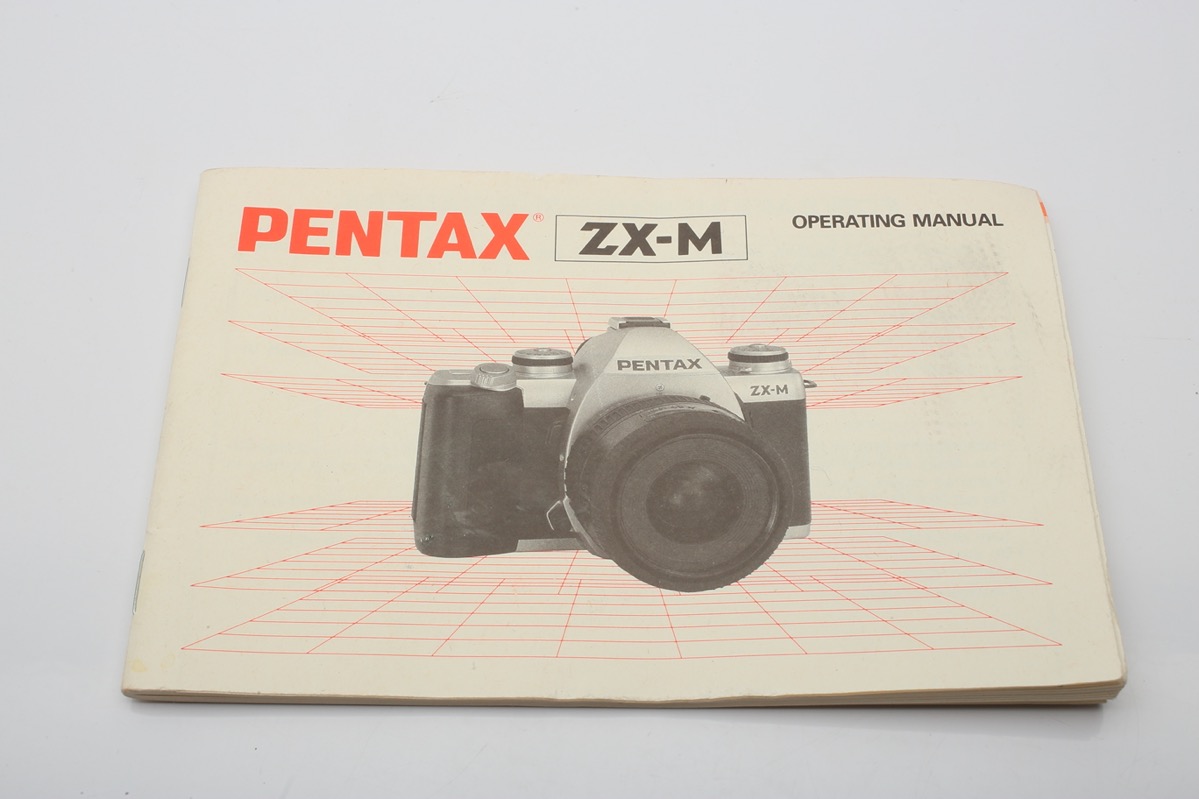 PENTAX® ZX-M OPERATING MANUAL
PENTAX
ZX-M